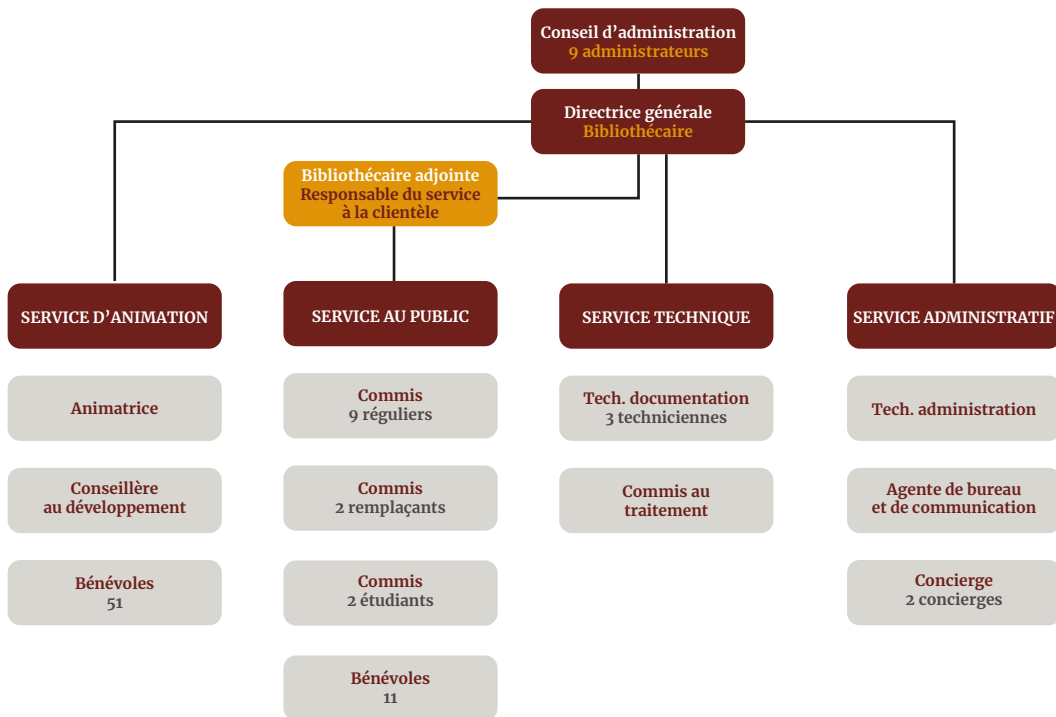 Conseil d’administration
9 administrateurs
Directrice générale
Bibliothécaire
Bibliothécaire adjointe
Responsable du service
à la clientèle
SERVICE D’ANIMATION
Animatrice
Conseillère
au développement
Bénévoles
51
SERVICE AU PUBLIC
Commis
9 réguliers
Commis
2 remplaçants
Commis
2 étudiants
Bénévoles
11
SERVICE TECHNIQUE
Tech. documentation
3 techniciennes
Commis au
traitement
SERVICE ADMINISTRATIF
Tech. administration
Agente de bureau
et de communication
Concierge
2 concierges